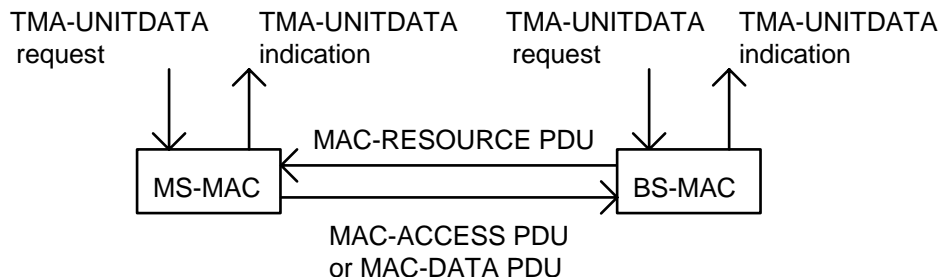 TMA-UNITDATA
request
TMA-UNITDATA
indication
TMA-UNITDATA
request
TMA-UNITDATA
indication
MAC-RESOURCE PDU
MS-MAC
BS-MAC
MAC-ACCESS PDU
or MAC-DATA PDU